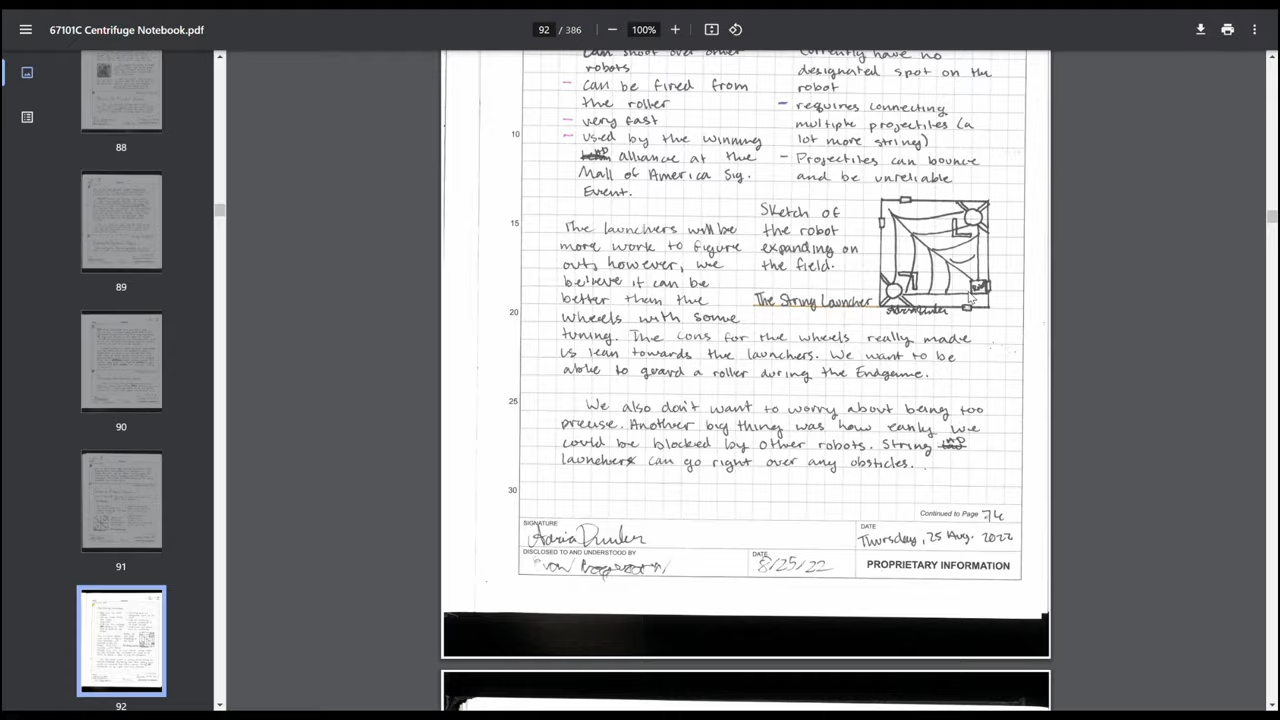 67101C Centrifuge Notebook.pdf
92 / 386
100%
88
89
90
91
92
can shoot over other
robots
- can be fired from
the roller
- very fast
- used by the winning
alliance at the
Mall of America Sig.
Event.
currently have no
designated spot on the
robot
- requires connecting
multiple projectiles (a
lot more string)
- Projectiles can bounce
and be unreliable
10
15
20
25
30
Sketch of
the robot
expanding on
the field.
The String Launcher
The launchers will be
more work to figure
out, however, we
believe it can be
better than the
wheels with some
tuning. The cons for the wheels really made
us lean towards the launchers. We want to be
able to guard a roller during the Endgame.
We also don't want to worry about being too
precise. Another big thing was how easily we
could be blocked by other robots. String
launchers can go right over any obstacles.
Continued to Page 74
SIGNATURE
DATE
Thursday, 25 Aug. 2022
DISCLOSED TO AND UNDERSTOOD BY
DATE
8/25/22
PROPRIETARY INFORMATION